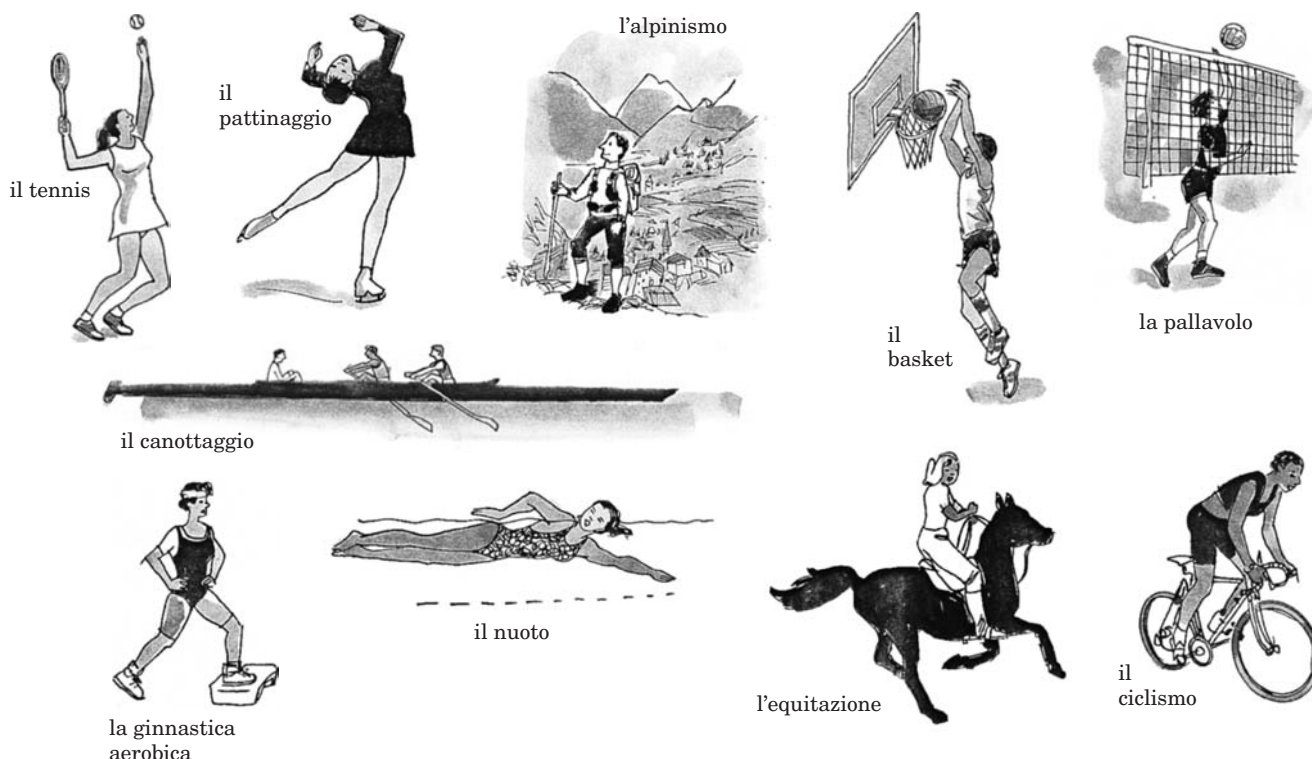 l'alpinismo
il
pattinaggio
il tennis
la pallavolo
il
basket
il canottaggio
il nuoto
l'equitazione
il
ciclismo
la ginnastica
aerobica